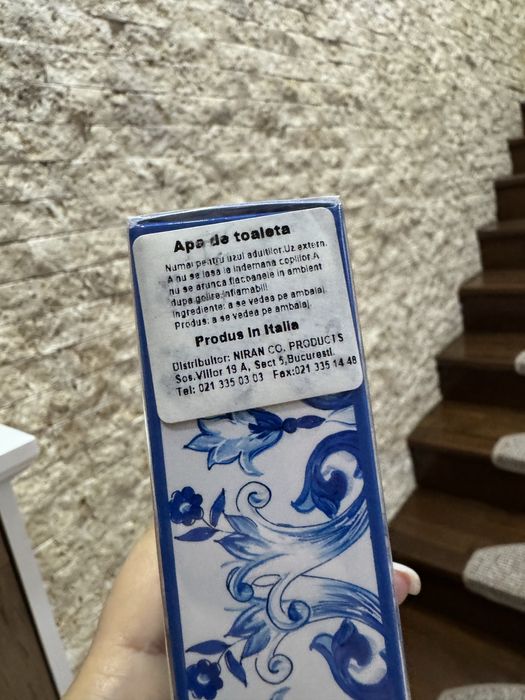 Apa de toaleta
Numai pentru uzul adultilor.Uz extern.
A nu se lasa la indemana copiilor.A
nu se arunca flacoanele in ambient
dupa golire.inflamabil!
Ingrediente: a se vedea pe ambalaj.
Produs: a se vedea pe ambalaj.
Produs in Italia
Distribuitor: NIRAN CO. PRODUCTS
Sos.Viilor 19 A, Sect 5,Bucuresti.
Tel: 021 335 03 03 Fax:021 335 14 48